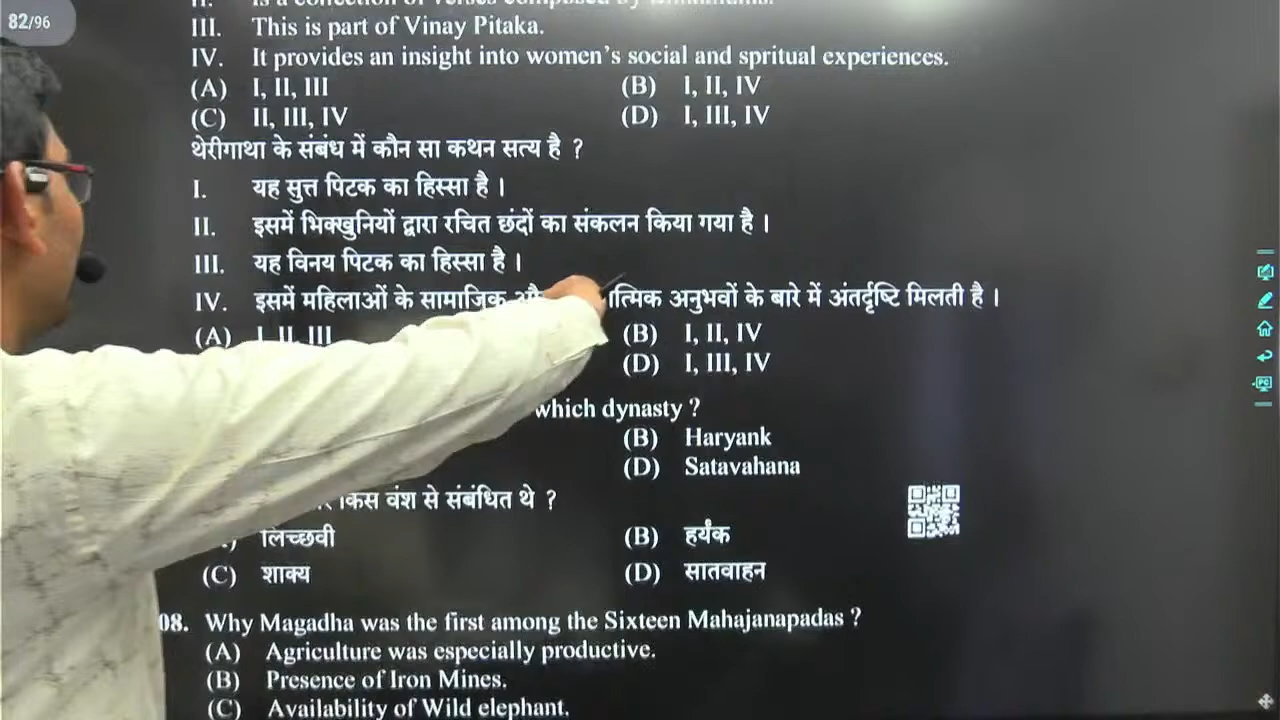 82/96
III. This is part of Vinay Pitaka.
IV. It provides an insight into women's social and spritual experiences.
(A) I, II, III (B) I, II, IV
(C) II, III, IV (D) I, III, IV
थेरीगाथा के संबंध में कौन सा कथन सत्य है ?
I. यह सुत्त पिटक का हिस्सा है ।
II. इसमें भिक्खुनियों द्वारा रचित छंदों का संकलन किया गया है ।
III. यह विनय पिटक का हिस्सा है ।
IV. इसमें महिलाओं के सामाजिक अनुभवों के बारे में अंतर्दृष्टि मिलती है ।
(A) I, II, III (B) I, II, IV
(D) I, III, IV
which dynasty ?
(B) Haryank
(D) Satavahana
किस वंश से संबंधित थे ?
लिच्छवी (B) हर्यंक
(C) शाक्य (D) सातवाहन
08. Why Magadha was the first among the Sixteen Mahajanapadas ?
(A) Agriculture was especially productive.
(B) Presence of Iron Mines.
(C) Availability of Wild elephant.